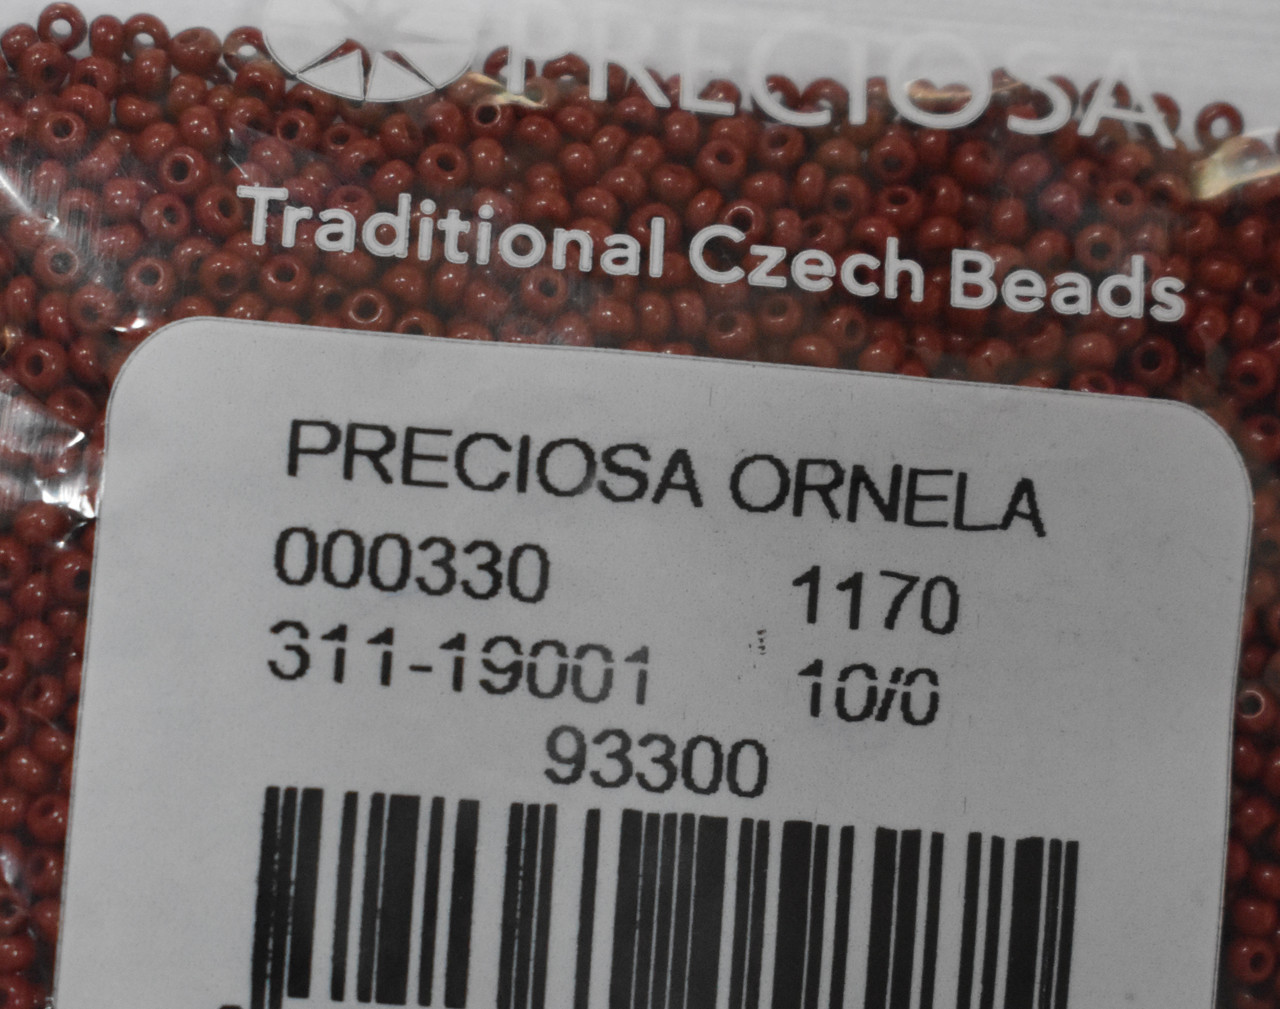 PRECIOSA
Traditional Czech Beads
PRECIOSA ORNELA
000330 1170
311-19001 10/0
93300